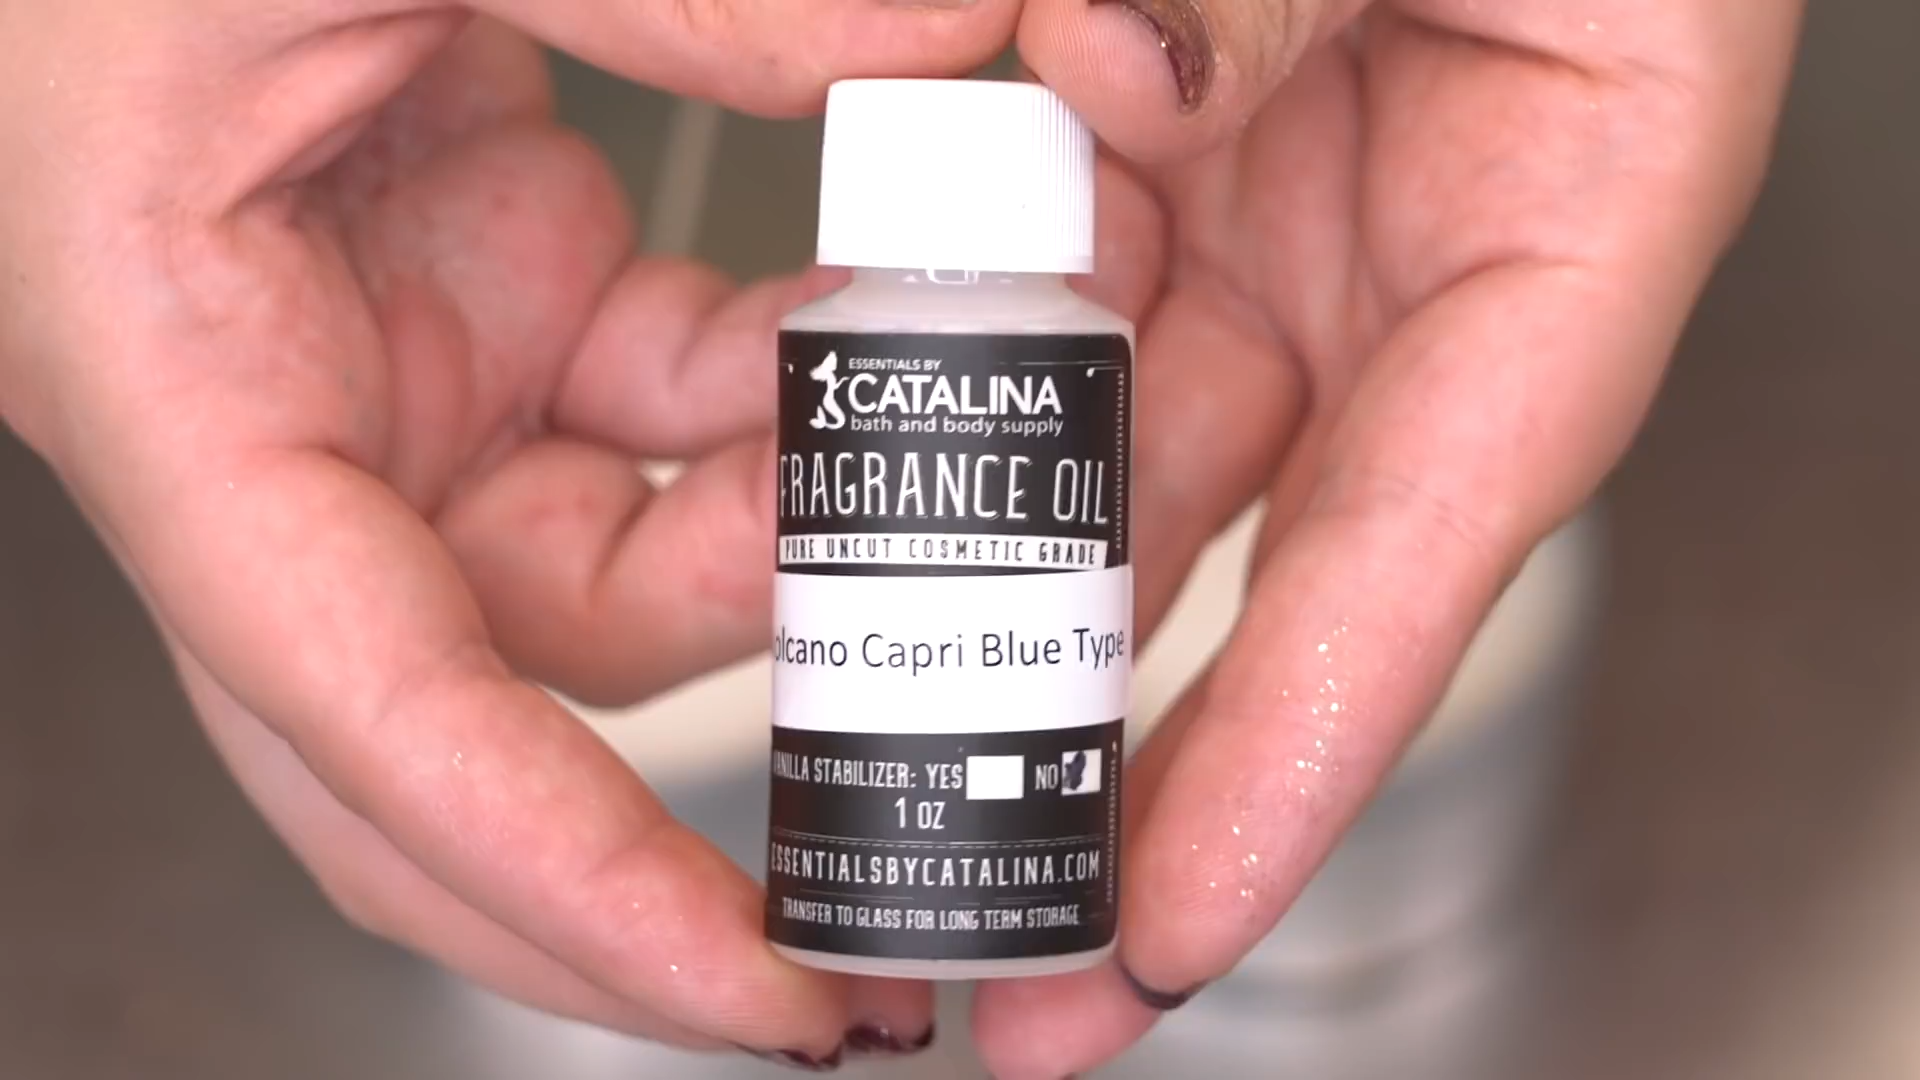 ESSENTIALS BY
CATALINA
bath and body supply
FRAGRANCE OIL
PURE UNCUT COSMETIC GRADE
olcano Capri Blue Type
VANILLA STABILIZER: YES NO
1 OZ
ESSENTIALSBYCATALINA.COM
TRANSFER TO GLASS FOR LONG TERM STORAGE